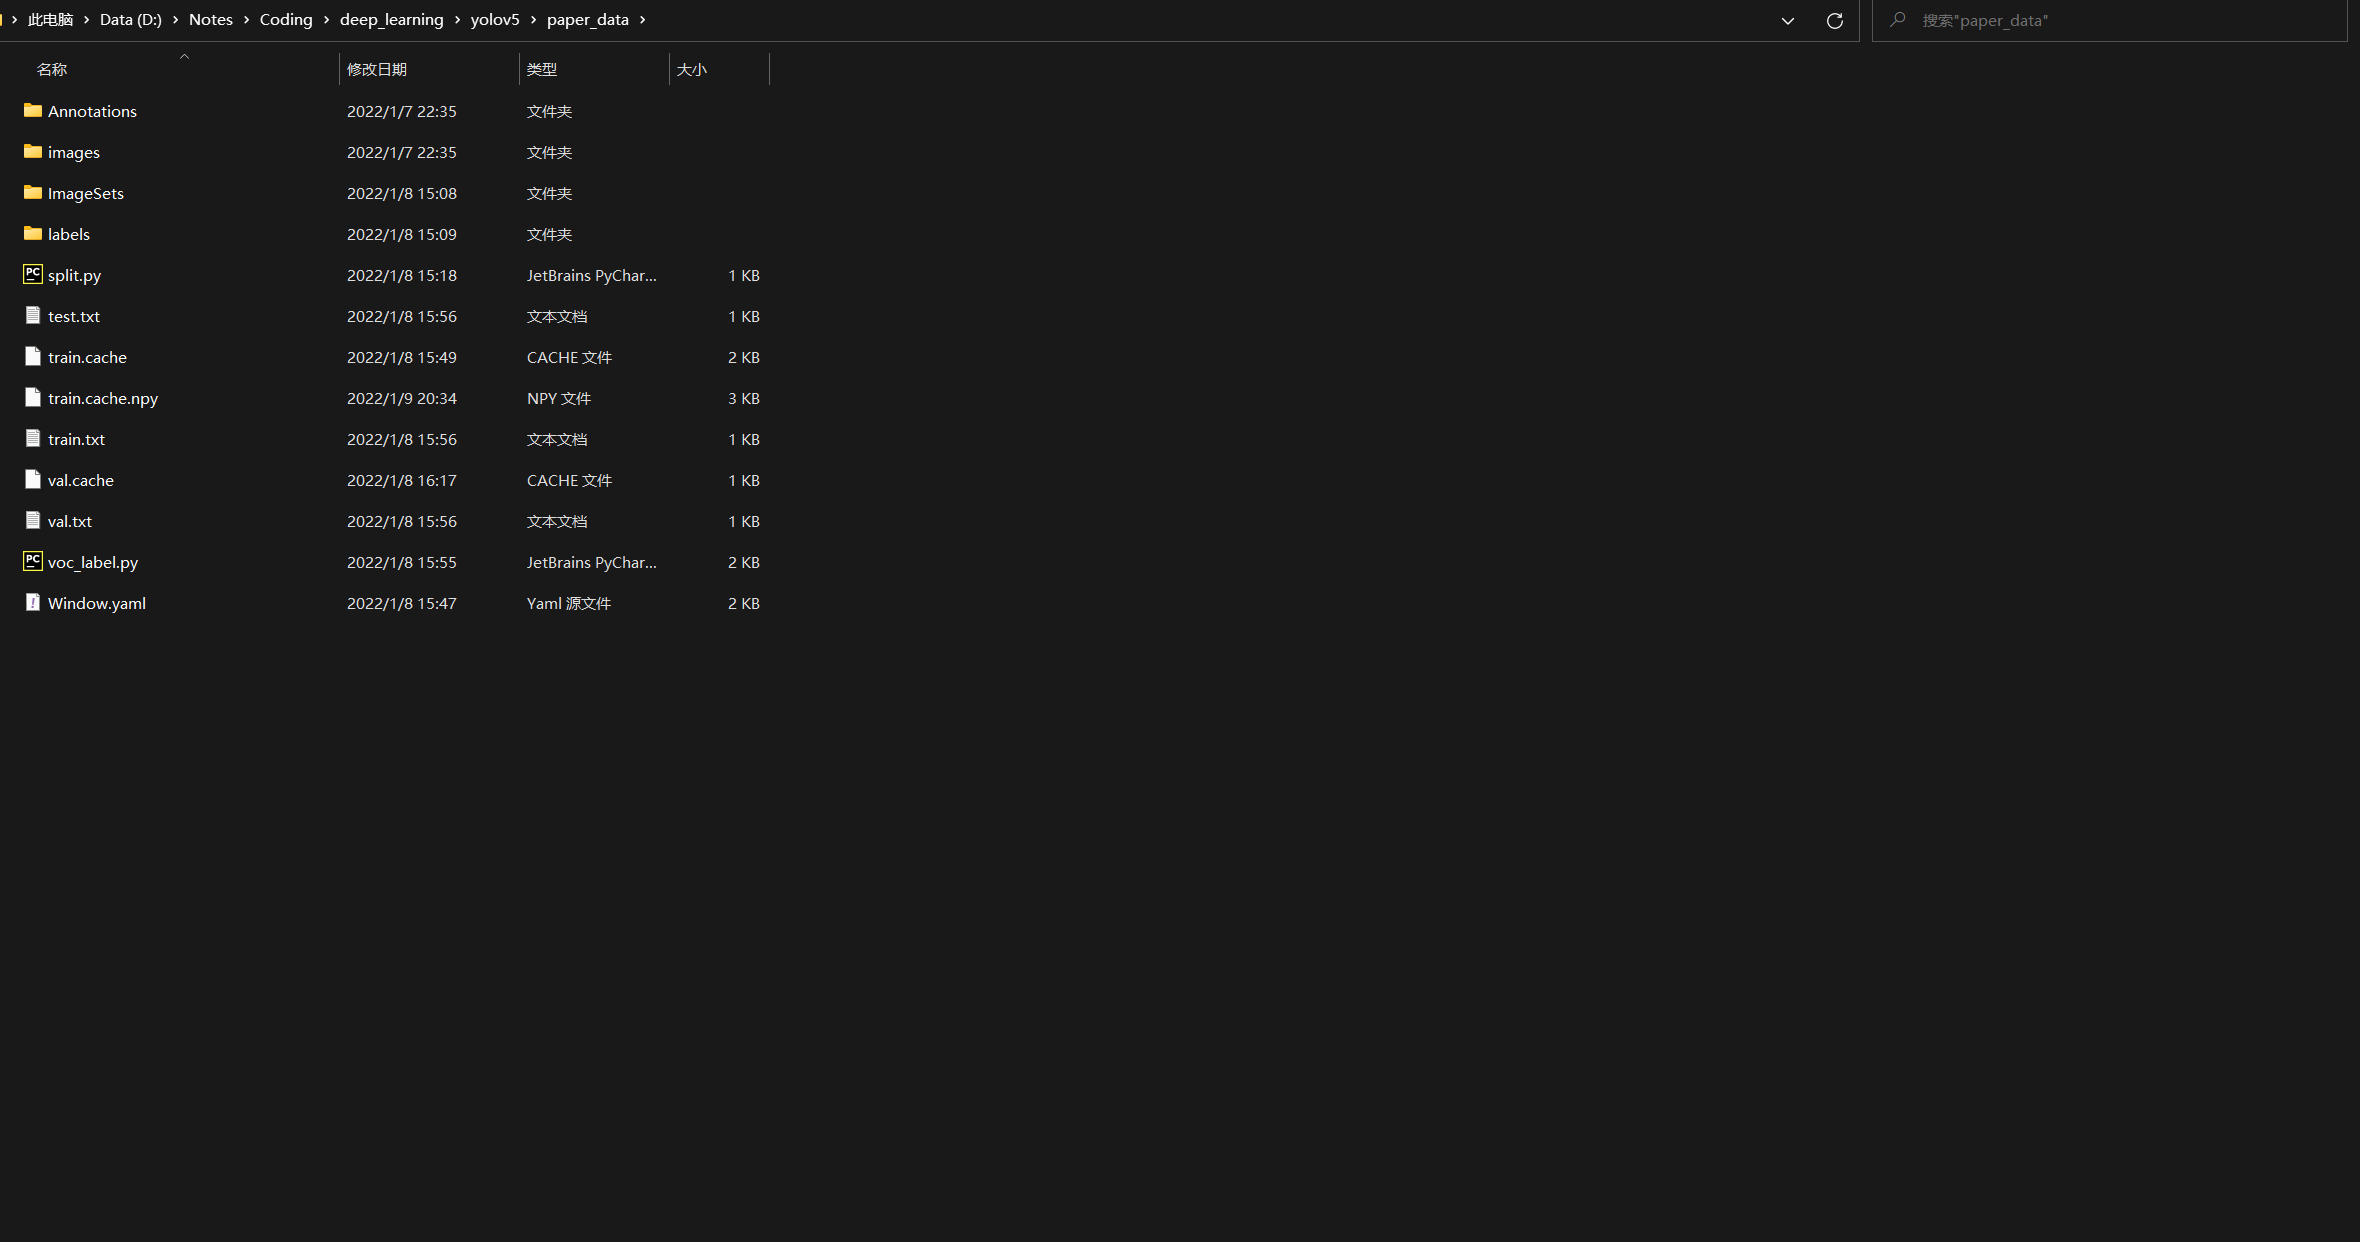 此电脑 › Data (D:) › Notes › Coding › deep_learning › yolov5 › paper_data ›
搜索"paper_data"
名称 修改日期 类型 大小
Annotations 2022/1/7 22:35 文件夹
images 2022/1/7 22:35 文件夹
ImageSets 2022/1/8 15:08 文件夹
labels 2022/1/8 15:09 文件夹
split.py 2022/1/8 15:18 JetBrains PyChar... 1 KB
test.txt 2022/1/8 15:56 文本文档 1 KB
train.cache 2022/1/8 15:49 CACHE 文件 2 KB
train.cache.npy 2022/1/9 20:34 NPY 文件 3 KB
train.txt 2022/1/8 15:56 文本文档 1 KB
val.cache 2022/1/8 16:17 CACHE 文件 1 KB
val.txt 2022/1/8 15:56 文本文档 1 KB
voc_label.py 2022/1/8 15:55 JetBrains PyChar... 2 KB
Window.yaml 2022/1/8 15:47 Yaml 源文件 2 KB